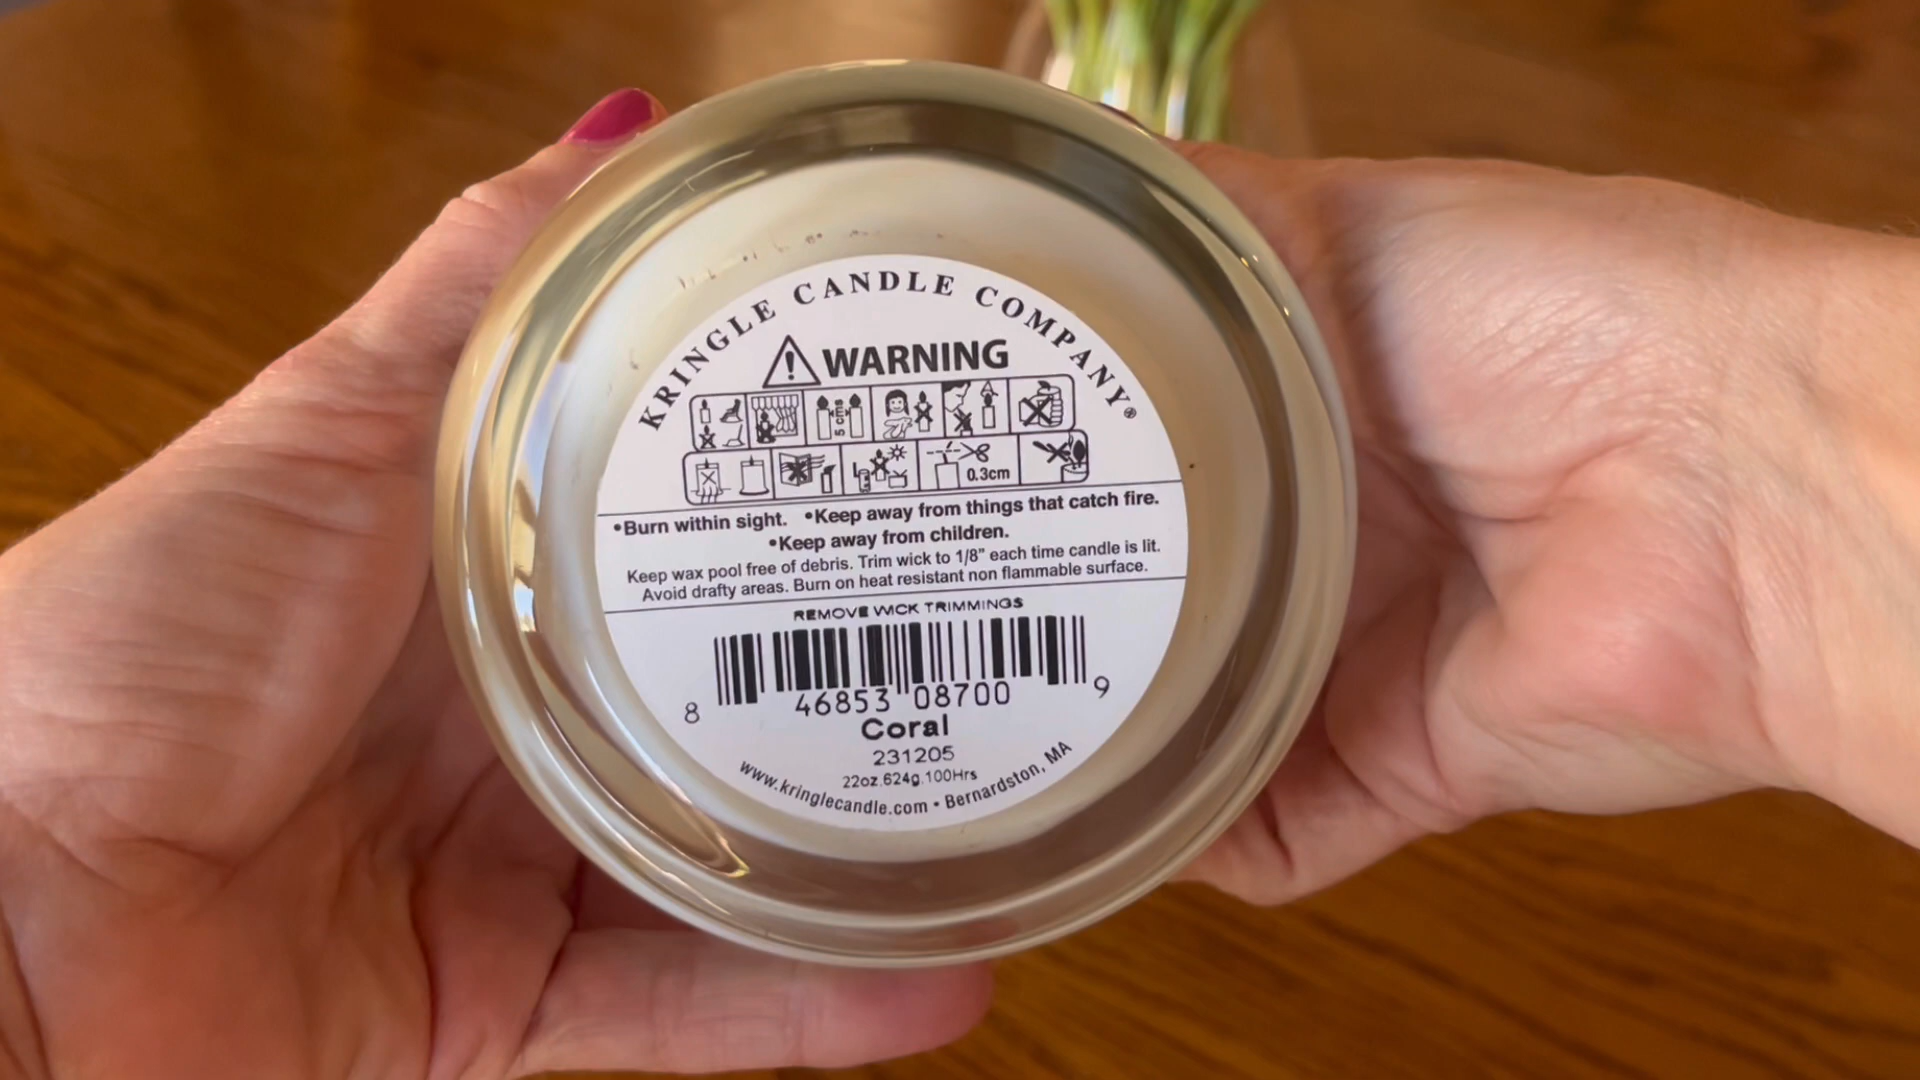 KRINGLE CANDLE COMPANY®
WARNING
5 cm
0.3cm
•Burn within sight. •Keep away from things that catch fire.
•Keep away from children.
Keep wax pool free of debris. Trim wick to 1/8" each time candle is lit.
Avoid drafty areas. Burn on heat resistant non flammable surface.
REMOVE WICK TRIMMINGS
8 46853 08700 9
Coral
231205
22oz.624g.100Hrs
www.kringlecandle.com • Bernardston, MA